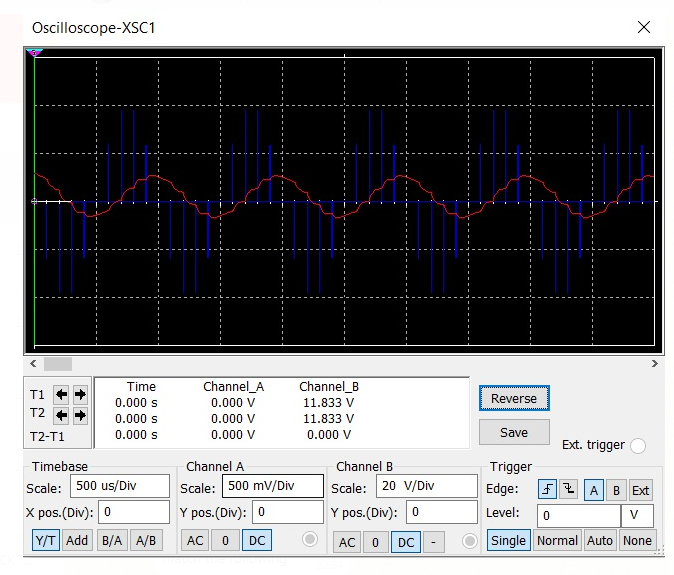 Oscilloscope-XSC1
Time Channel_A Channel_B
T1 0.000 s 0.000 V 11.833 V
T2 0.000 s 0.000 V 11.833 V
T2-T1 0.000 s 0.000 V 0.000 V
Reverse
Save
Ext. trigger
Timebase
Scale: 500 us/Div
X pos.(Div): 0
Y/T Add B/A A/B
Channel A
Scale: 500 mV/Div
Y pos.(Div): 0
AC 0 DC
Channel B
Scale: 20 V/Div
Y pos.(Div): 0
AC 0 DC -
Trigger
Edge: A B Ext
Level: 0 V
Single Normal Auto None